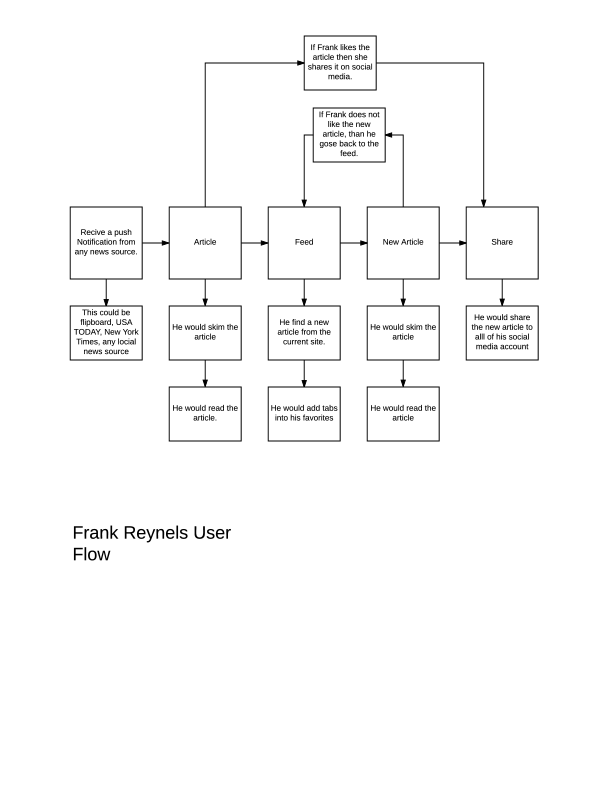 If Frank likes the
article then she
shares it on social
media.
If Frank does not
like the new
article, than he
gose back to the
feed.
Recive a push
Notification from
any news source.
Article
Feed
New Article
Share
This could be
flipboard, USA
TODAY, New York
Times, any locial
news source
He would skim the
article
He find a new
article from the
current site.
He would skim the
article
He would share
the new article to
alll of his social
media account
He would read the
article.
He would add tabs
into his favorites
He would read the
article
Frank Reynels User
Flow